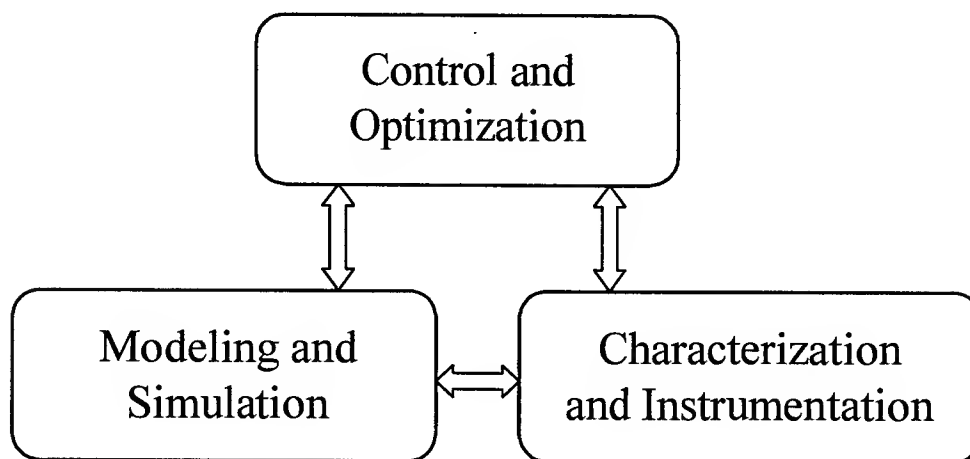 Control and
Optimization
Modeling and
Simulation
Characterization
and Instrumentation